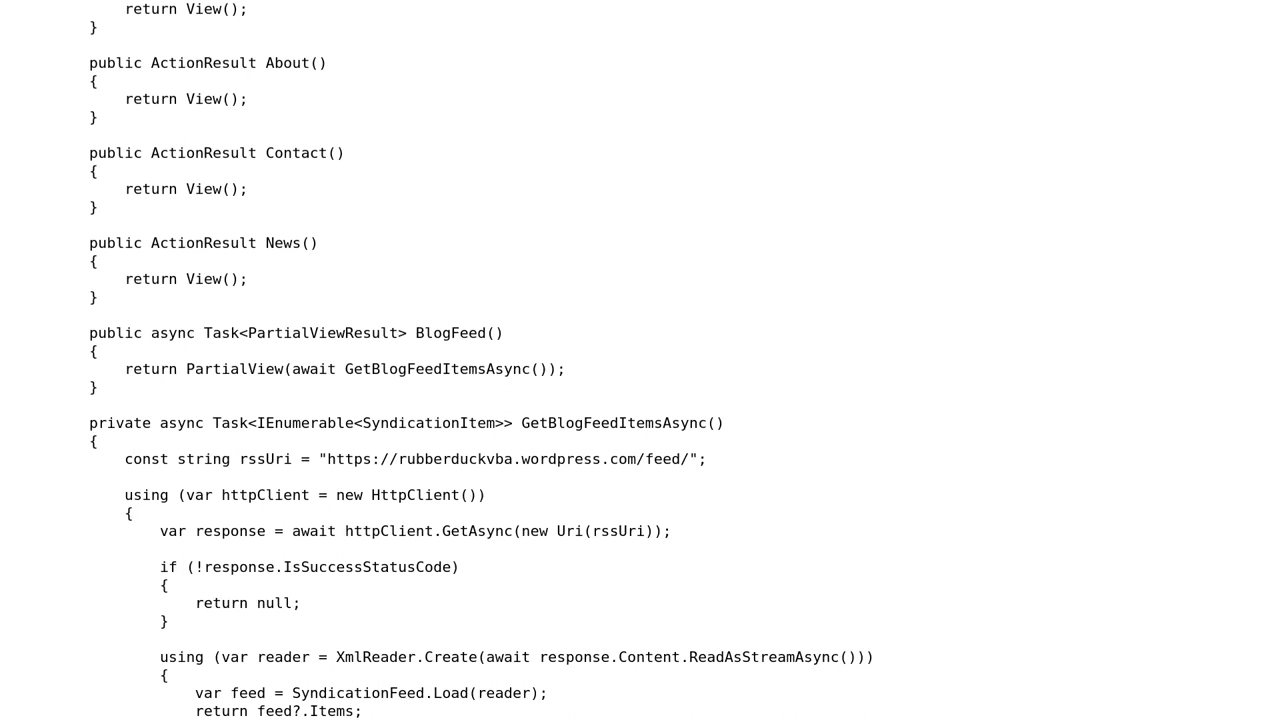 return View();
}

public ActionResult About()
{
    return View();
}

public ActionResult Contact()
{
    return View();
}

public ActionResult News()
{
    return View();
}

public async Task<PartialViewResult> BlogFeed()
{
    return PartialView(await GetBlogFeedItemsAsync());
}

private async Task<IEnumerable<SyndicationItem>> GetBlogFeedItemsAsync()
{
    const string rssUri = "https://rubberduckvba.wordpress.com/feed/";

    using (var httpClient = new HttpClient())
    {
        var response = await httpClient.GetAsync(new Uri(rssUri));

        if (!response.IsSuccessStatusCode)
        {
            return null;
        }

        using (var reader = XmlReader.Create(await response.Content.ReadAsStreamAsync()))
        {
            var feed = SyndicationFeed.Load(reader);
            return feed?.Items;